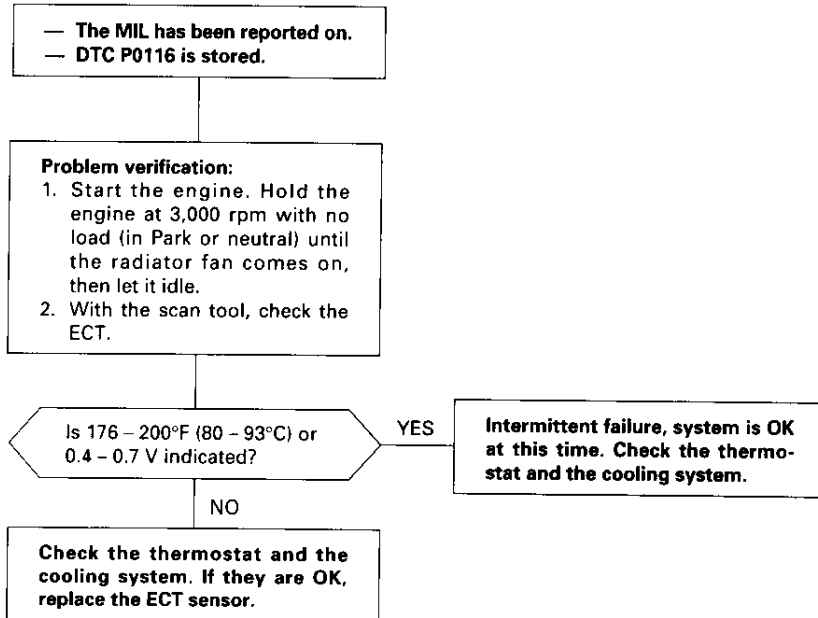 — The MIL has been reported on.
— DTC P0116 is stored.
Problem verification:
1. Start the engine. Hold the
engine at 3,000 rpm with no
load (in Park or neutral) until
the radiator fan comes on,
then let it idle.
2. With the scan tool, check the
ECT.
Is 176 – 200°F (80 – 93°C) or
0.4 – 0.7 V indicated?
YES
Intermittent failure, system is OK
at this time. Check the thermo-
stat and the cooling system.
NO
Check the thermostat and the
cooling system. If they are OK,
replace the ECT sensor.